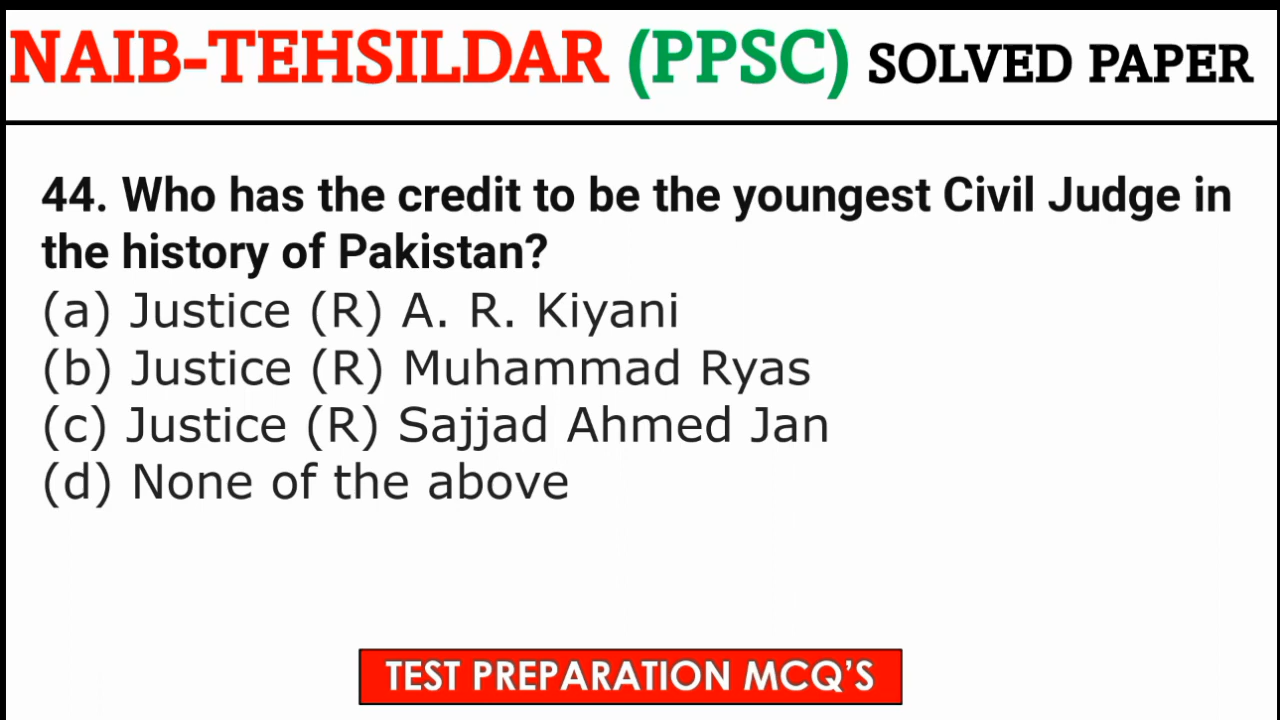 NAIB-TEHSILDAR (PPSC) SOLVED PAPER
44. Who has the credit to be the youngest Civil Judge in
the history of Pakistan?
(a) Justice (R) A. R. Kiyani
(b) Justice (R) Muhammad Ryas
(c) Justice (R) Sajjad Ahmed Jan
(d) None of the above
TEST PREPARATION MCQ'S